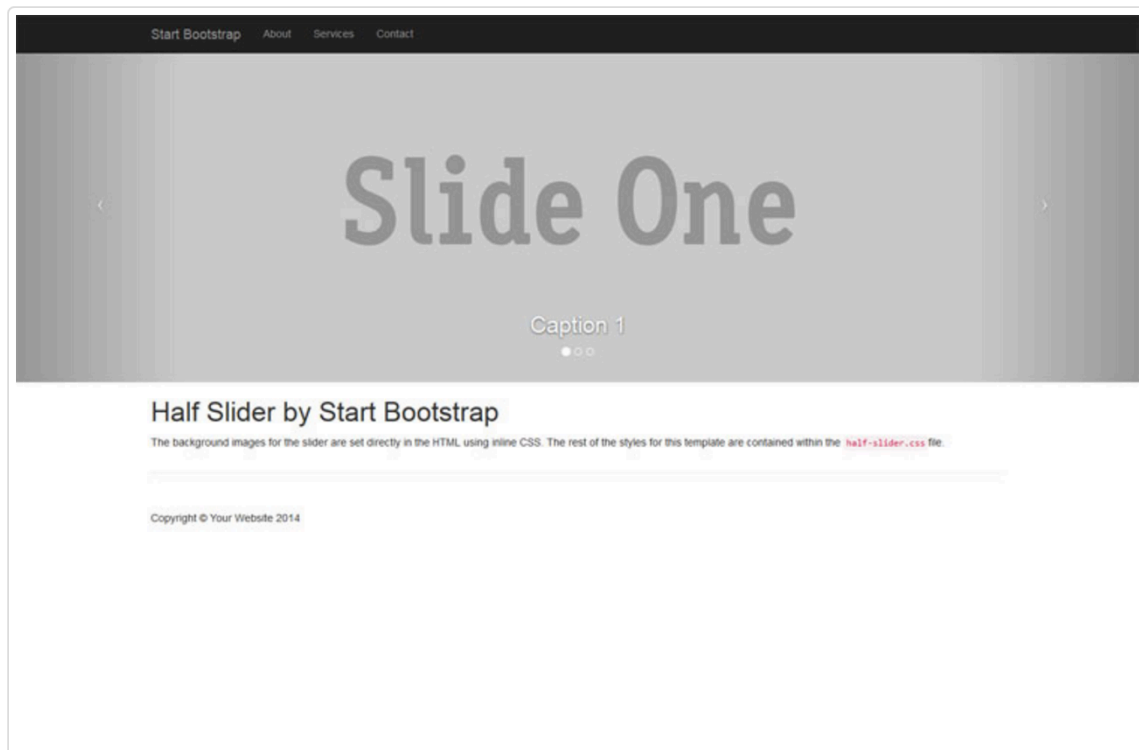 Start Bootstrap About Services Contact
Slide One
Caption 1
Half Slider by Start Bootstrap
The background images for the slider are set directly in the HTML using inline CSS. The rest of the styles for this template are contained within the half-slider.css file.
Copyright © Your Website 2014